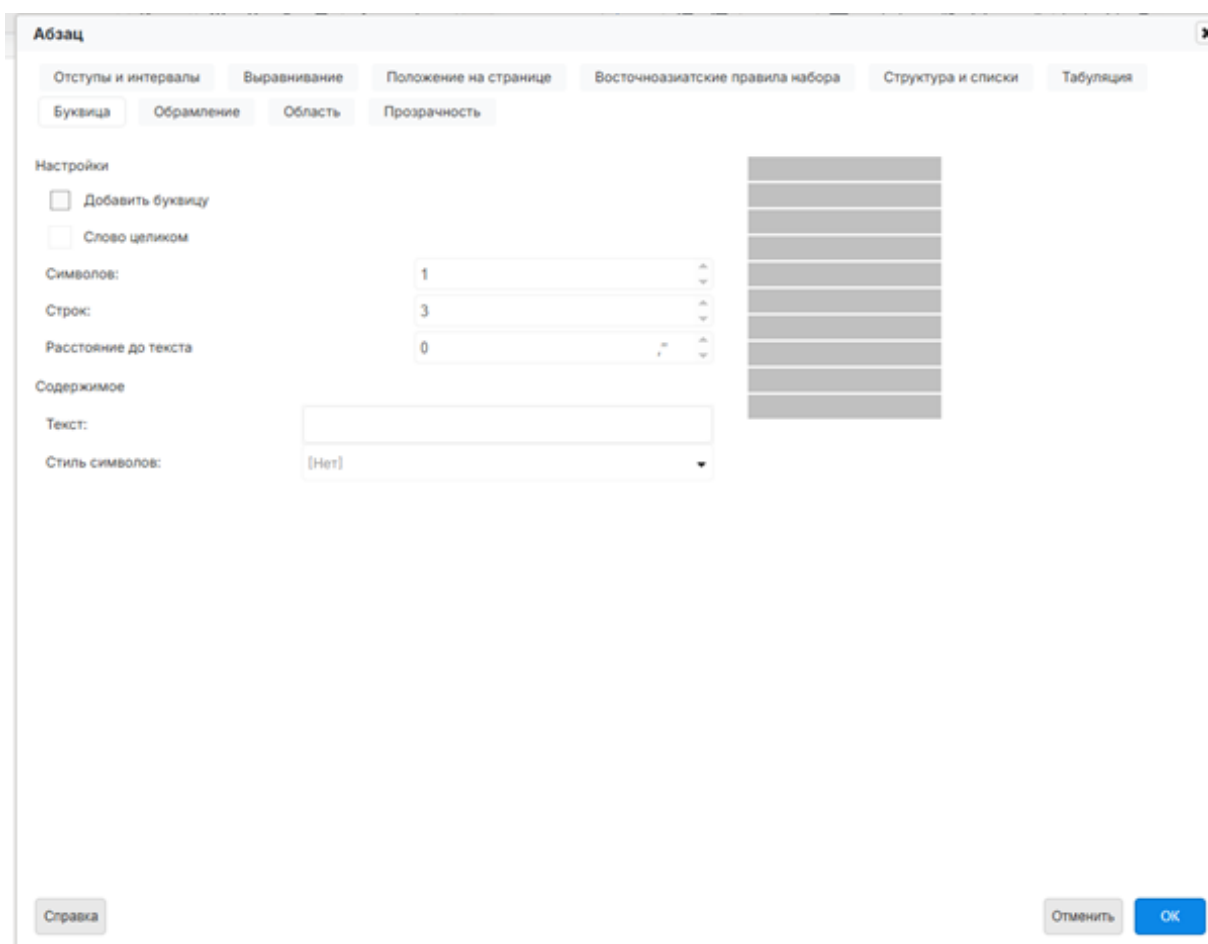 Абзац
Отступы и интервалы Выравнивание Положение на странице Восточноазиатские правила набора Структура и списки Табуляция
Буквица Обрамление Область Прозрачность
Настройки
Добавить буквицу
Слово целиком
Символов: 1
Строк: 3
Расстояние до текста 0 ,"
Содержимое
Текст:
Стиль символов: [Нет]
Справка Отменить ОК